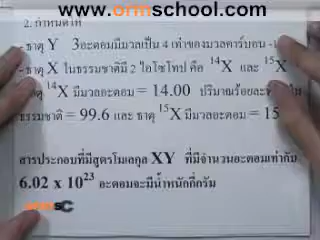 www.ormschool.com
2. กำหนดให้
- ธาตุ Y 3อะตอมมีมวลเป็น 4 เท่าของมวลคาร์บอน -
- ธาตุ X ในธรรมชาติมี 2 ไอโซโทป คือ ¹⁴X และ ¹⁵X
¹⁴X มีมวลอะตอม = 14.00 ปริมาณร้อยละ
ธรรมชาติ = 99.6 และ ธาตุ ¹⁵X มีมวลอะตอม = 15
สารประกอบที่มีสูตรโมเลกุล XY ที่มีจำนวนอะตอมเท่ากับ
6.02 x 10²³ อะตอมจะมีน้ำหนักกี่กรัม